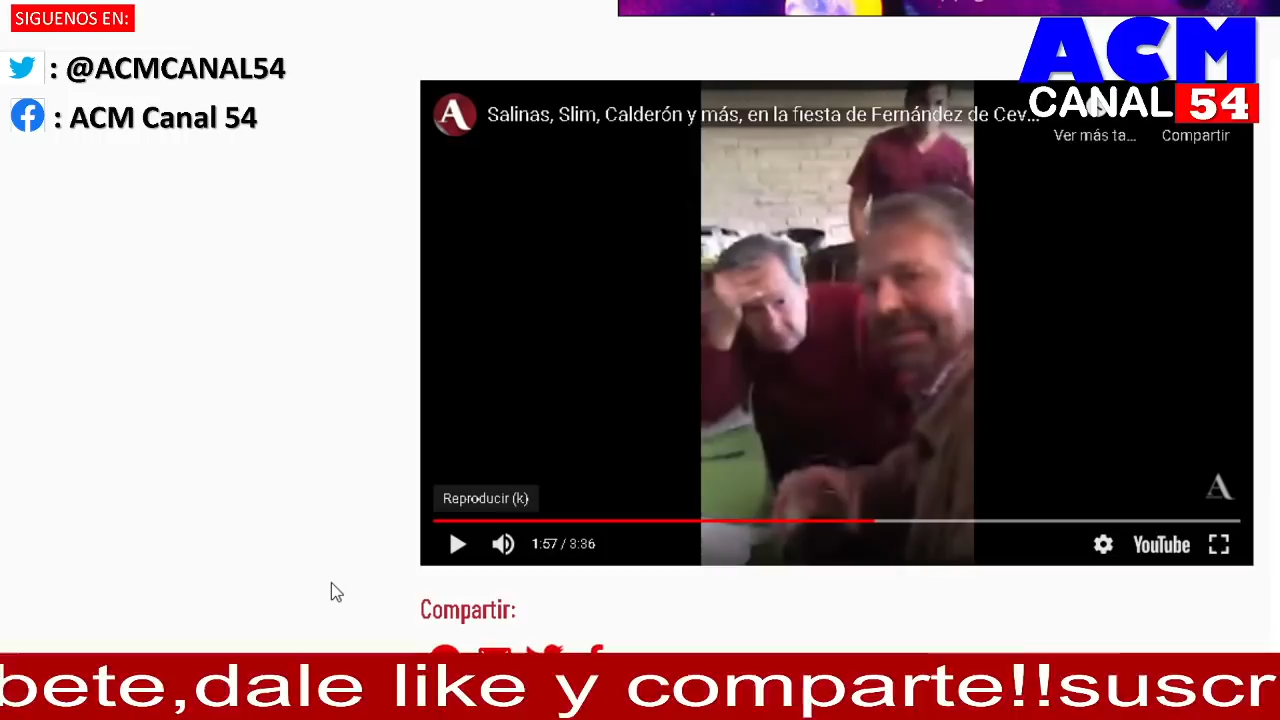 SIGUENOS EN:
: @ACMCANAL54
: ACM Canal 54
ACM
CANAL 54
A
Salinas, Slim, Calderón y más, en la fiesta de Fernández de Cev...
Ver más ta...
Compartir
A
Reproducir (k)
1:57 / 3:36
YouTube
Compartir:
bete,dale like y comparte!!suscr